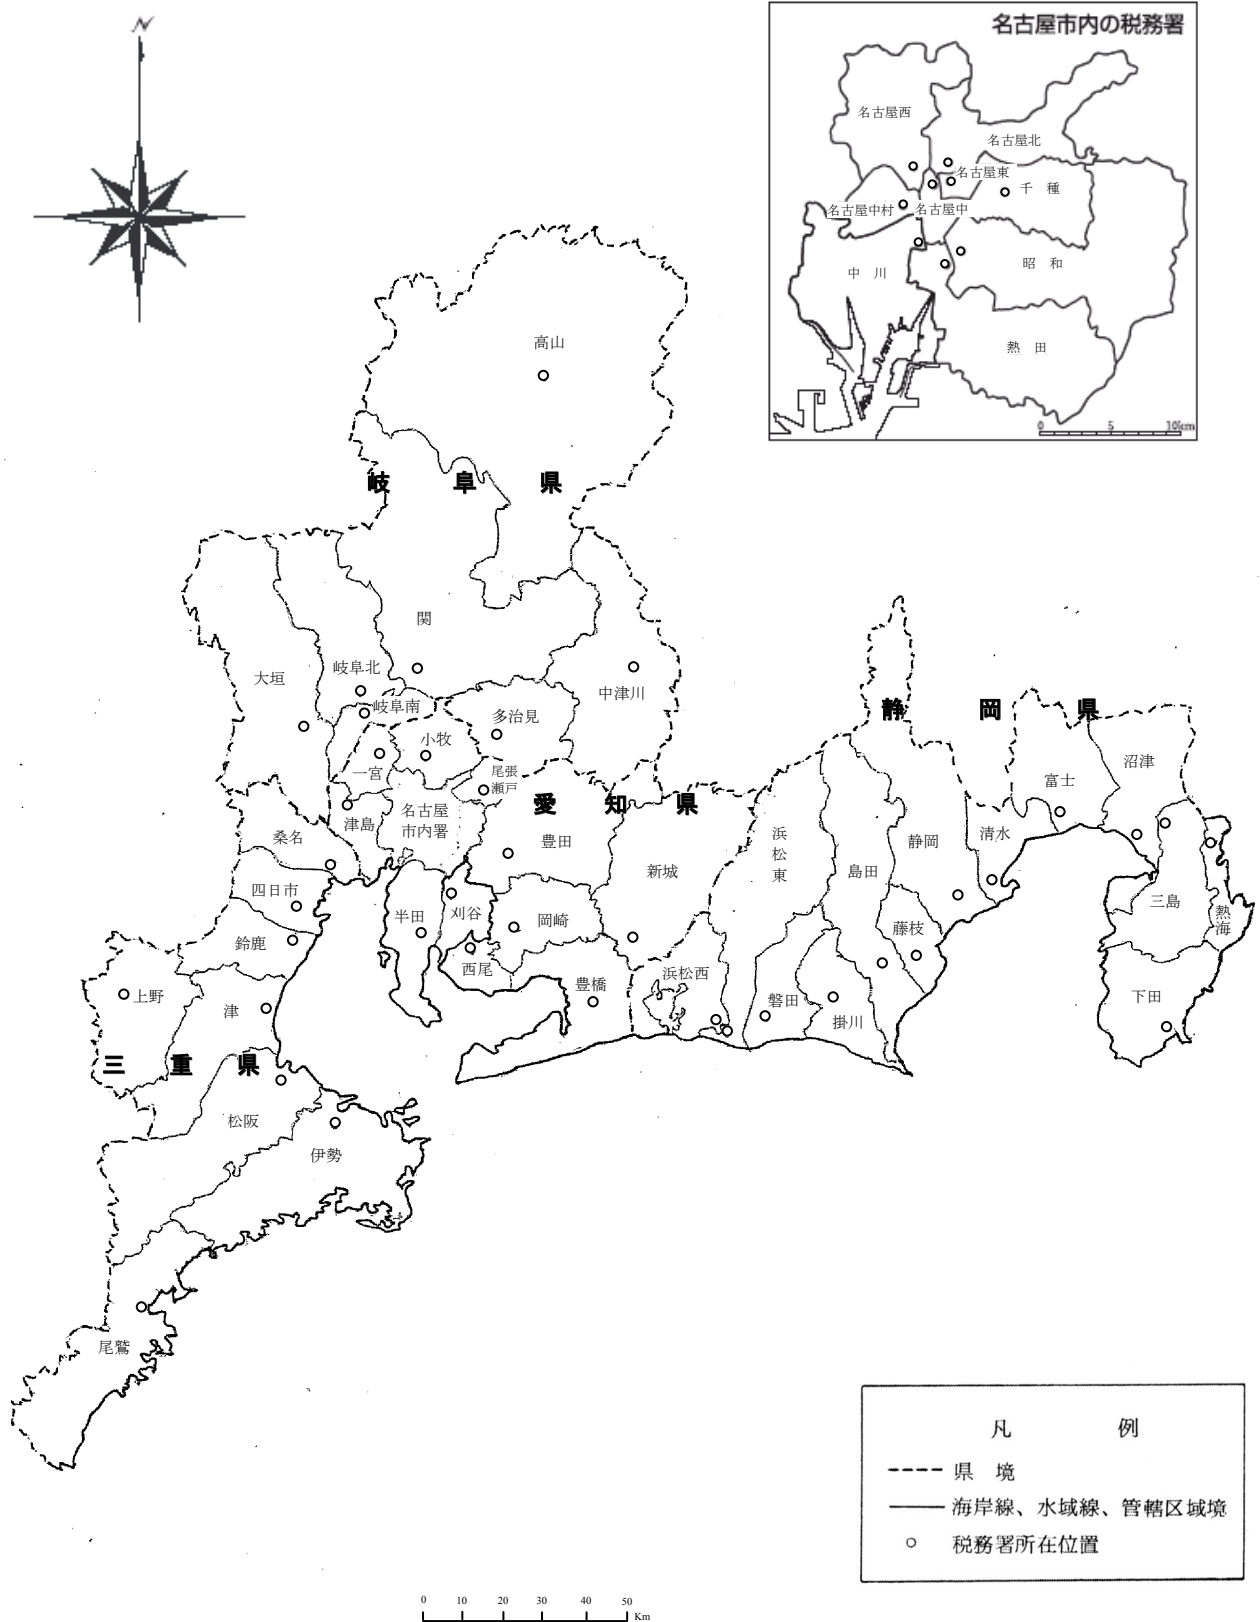 N
名古屋市内の税務署
名古屋西
名古屋北
名古屋東
千　種
名古屋中村
名古屋中
中　川
昭　和
熱　田
0 5 10km
高山
岐　阜　県
関
大垣
岐阜北
岐阜南
中津川
多治見
静　岡　県
小牧
一宮
尾張
瀬戸
津島
名古屋
市内署
愛　知　県
沼津
富士
桑名
豊田
新城
浜
松
東
島田
静岡
清水
四日市
半田
刈谷
岡崎
三島
熱
海
鈴鹿
西尾
藤枝
上野
津
豊橋
浜松西
磐田
掛川
下田
三　重　県
松阪
伊勢
尾鷲
凡　例
県　境
海岸線、水域線、管轄区域境
税務署所在位置
0 10 20 30 40 50
Km